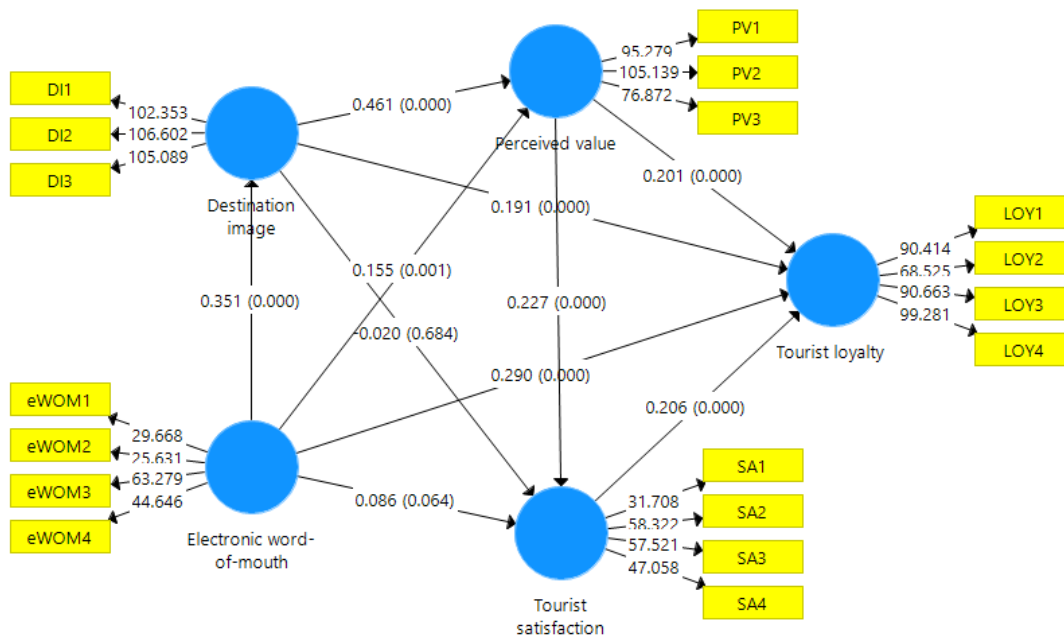 PV1
95.279
105.139
PV2
76.872
PV3
Perceived value
DI1
102.353
DI2
106.602
105.089
DI3
Destination
image
0.461 (0.000)
0.201 (0.000)
0.191 (0.000)
0.155 (0.001)
0.351 (0.000)
0.227 (0.000)
-0.020 (0.684)
LOY1
90.414
LOY2
68.525
90.663
LOY3
99.281
LOY4
Tourist loyalty
0.290 (0.000)
0.206 (0.000)
eWOM1
29.668
eWOM2
25.631
63.279
eWOM3
44.646
eWOM4
Electronic word-
of-mouth
0.086 (0.064)
SA1
31.708
58.322
SA2
57.521
SA3
47.058
SA4
Tourist
satisfaction